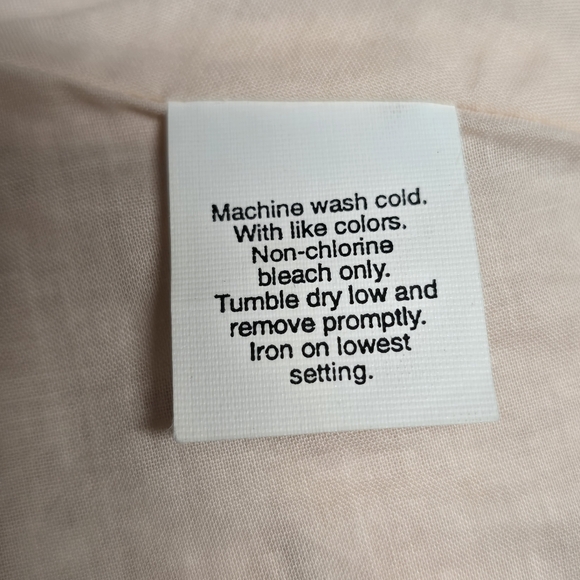 Machine wash cold.
With like colors.
Non-chlorine
bleach only.
Tumble dry low and
remove promptly.
Iron on lowest
setting.